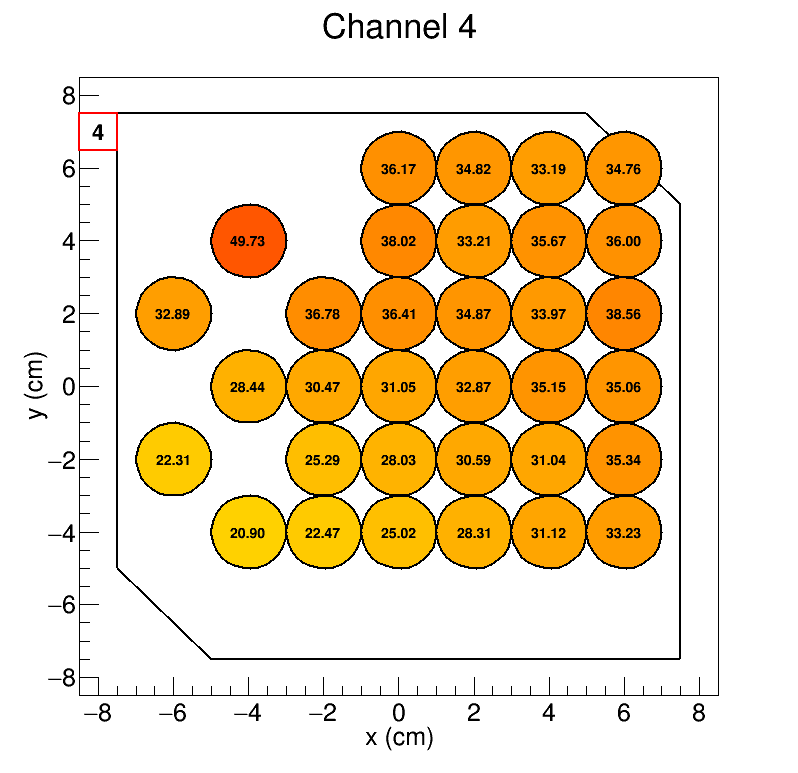 Channel 4
8
4
36.17 34.82 33.19 34.76
6
49.73 38.02 33.21 35.67 36.00
4
32.89 36.78 36.41 34.87 33.97 38.56
2
28.44 30.47 31.05 32.87 35.15 35.06
0
22.31 25.29 28.03 30.59 31.04 35.34
−2
20.90 22.47 25.02 28.31 31.12 33.23
−4
−6
−8
y (cm)
−8 −6 −4 −2 0 2 4 6 8
x (cm)